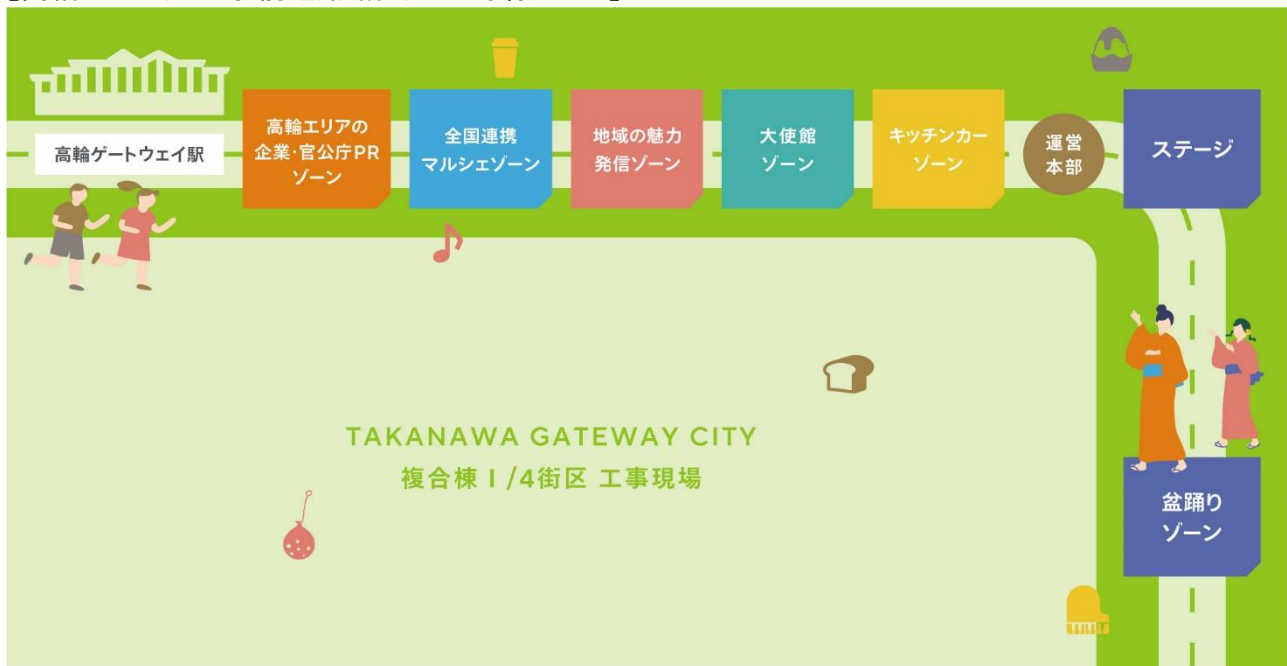 高輪ゲートウェイ駅
高輪エリアの
企業・官公庁PR
ゾーン
全国連携
マルシェゾーン
地域の魅力
発信ゾーン
大使館
ゾーン
キッチンカー
ゾーン
運営
本部
ステージ
TAKANAWA GATEWAY CITY
複合棟Ⅰ/4街区 工事現場
盆踊り
ゾーン